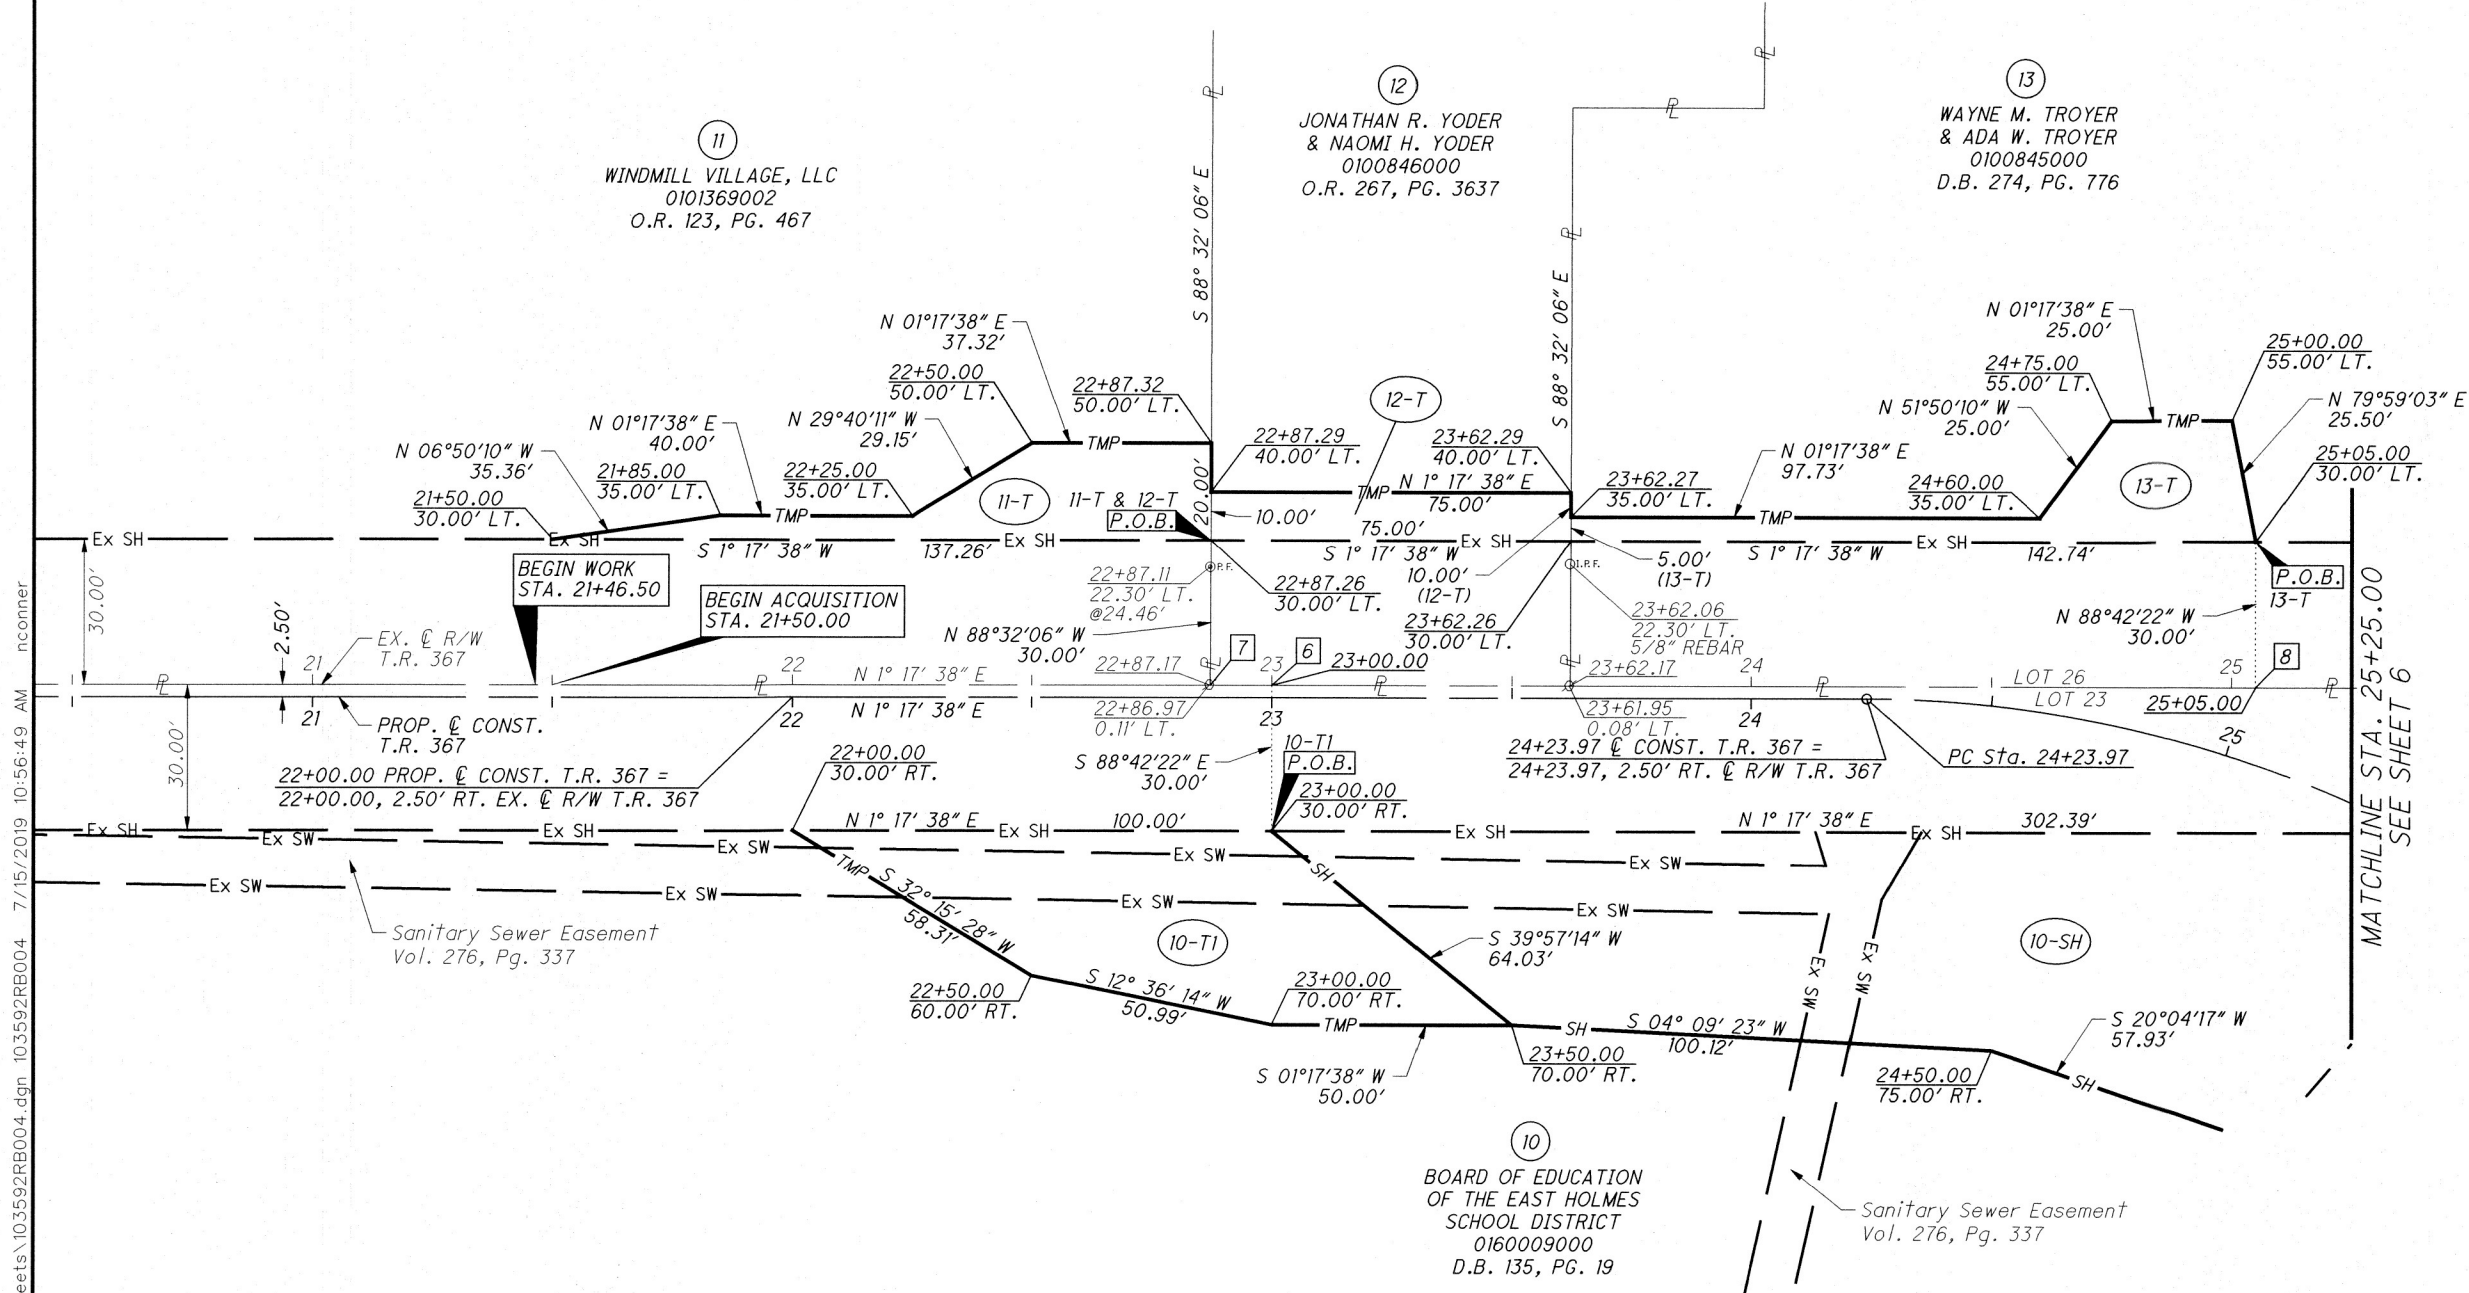 11
WINDMILL VILLAGE, LLC
0101369002
O.R. 123, PG. 467
12
JONATHAN R. YODER
& NAOMI H. YODER
0100846000
O.R. 267, PG. 3637
13
WAYNE M. TROYER
& ADA W. TROYER
0100845000
D.B. 274, PG. 776
S 88° 32' 06" E
S 88° 32' 06" E
N 06°50'10" W
35.36'
21+50.00
30.00' LT.
N 01°17'38" E
40.00'
21+85.00
35.00' LT.
N 29°40'11" W
29.15'
22+25.00
35.00' LT.
N 01°17'38" E
37.32'
22+50.00
50.00' LT.
22+87.32
50.00' LT.
TMP
TMP
11-T
11-T & 12-T
P.O.B.
20.00'
10.00'
22+87.29
40.00' LT.
12-T
23+62.29
40.00' LT.
TMP
N 1° 17' 38" E
75.00'
75.00'
23+62.27
35.00' LT.
N 01°17'38" E
97.73'
TMP
24+60.00
35.00' LT.
N 51°50'10" W
25.00'
24+75.00
55.00' LT.
N 01°17'38" E
25.00'
TMP
25+00.00
55.00' LT.
N 79°59'03" E
25.50'
13-T
25+05.00
30.00' LT.
P.O.B.
13-T
Ex SH
Ex SH
S 1° 17' 38" W
137.26'
Ex SH
S 1° 17' 38" W
Ex SH
S 1° 17' 38" W
Ex SH
142.74'
10.00'
(12-T)
5.00'
(13-T)
BEGIN WORK
STA. 21+46.50
BEGIN ACQUISITION
STA. 21+50.00
22+87.11
22.30' LT.
@24.46'
P.F.
22+87.26
30.00' LT.
N 88°32'06" W
30.00'
23+62.26
30.00' LT.
I.P.F.
23+62.06
22.30' LT.
5/8" REBAR
N 88°42'22" W
30.00'
30.00'
2.50'
EX. ℄ R/W
T.R. 367
21
22
N 1° 17' 38" E
22+87.17
7
23
6
23+00.00
23+62.17
24
LOT 26
25
8
LOT 23
25+05.00
21
PROP. ℄ CONST.
T.R. 367
22
N 1° 17' 38" E
22+86.97
0.11' LT.
23
23+61.95
0.08' LT.
24
25
30.00'
22+00.00 PROP. ℄ CONST. T.R. 367 =
22+00.00, 2.50' RT. EX. ℄ R/W T.R. 367
22+00.00
30.00' RT.
S 88°42'22" E
30.00'
10-T1
P.O.B.
23+00.00
30.00' RT.
24+23.97 ℄ CONST. T.R. 367 =
24+23.97, 2.50' RT. ℄ R/W T.R. 367
PC Sta. 24+23.97
MATCHLINE STA. 25+25.00
SEE SHEET 6
Ex SH
Ex SH
N 1° 17' 38" E
Ex SH
100.00'
Ex SH
N 1° 17' 38" E
Ex SH
302.39'
Ex SW
Ex SW
Ex SW
Ex SW
Ex SW
Ex SW
Ex SW
Ex SW
Ex SW
Ex SW
Sanitary Sewer Easement
Vol. 276, Pg. 337
TMP
S 32° 15' 28" W
58.31'
22+50.00
60.00' RT.
10-T1
S 12° 36' 14" W
50.99'
23+00.00
70.00' RT.
TMP
S 01°17'38" W
50.00'
SH
S 39°57'14" W
64.03'
SH
S 04° 09' 23" W
100.12'
23+50.00
70.00' RT.
10-SH
24+50.00
75.00' RT.
S 20°04'17" W
57.93'
SH
10
BOARD OF EDUCATION
OF THE EAST HOLMES
SCHOOL DISTRICT
0160009000
D.B. 135, PG. 19
Sanitary Sewer Easement
Vol. 276, Pg. 337
eets\103592RB004.dgn 103592RB004 7/15/2019 10:56:49 AM nconner